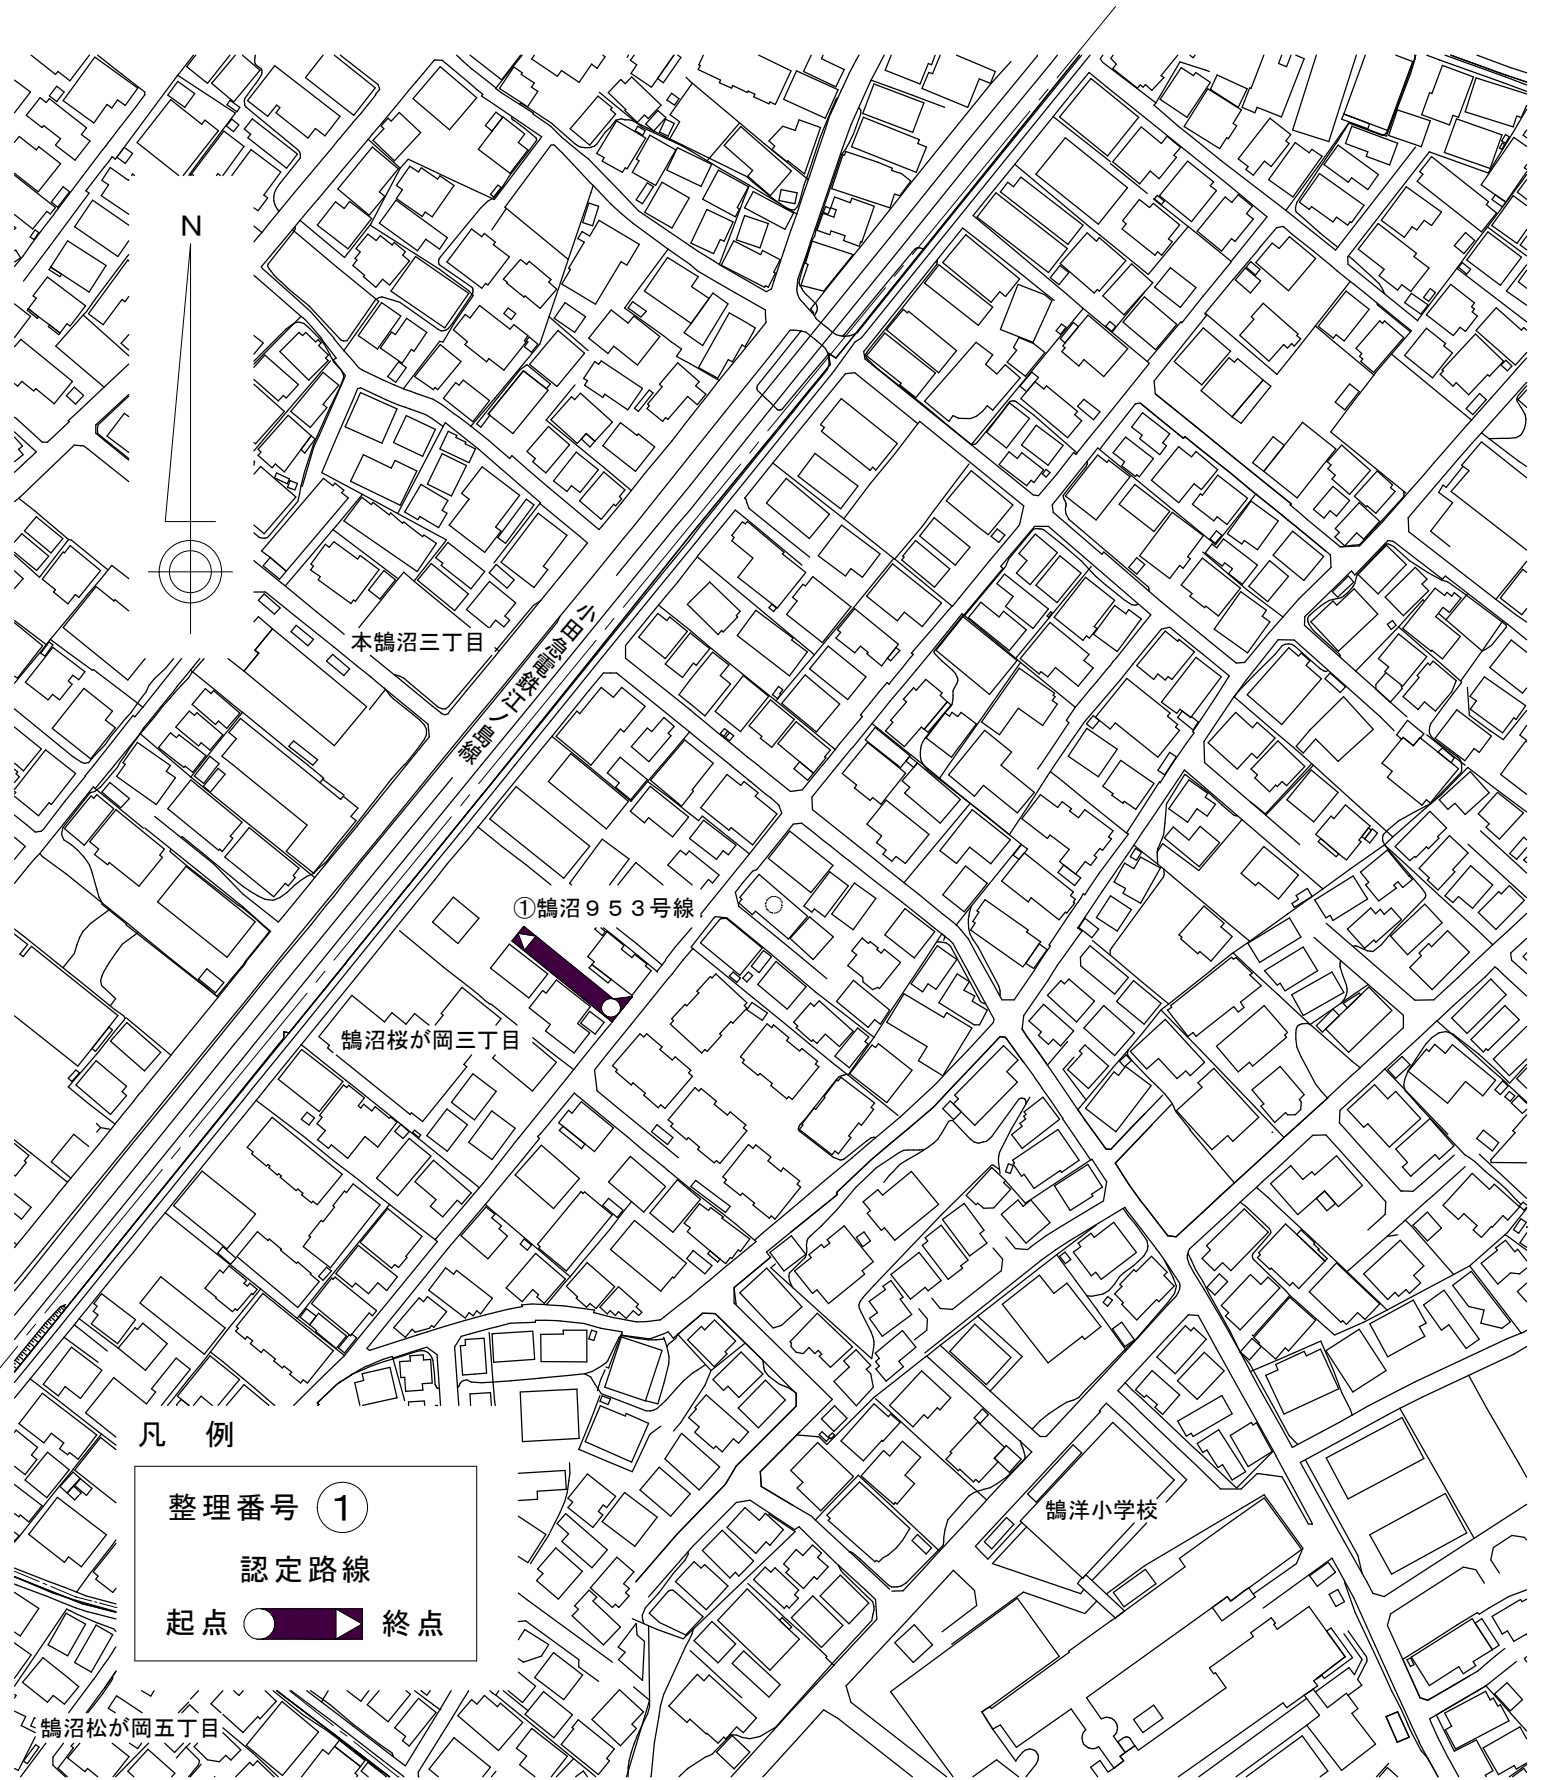 N
本鵠沼三丁目
小田急電鉄江ノ島線
①鵠沼953号線
鵠沼桜が岡三丁目
凡 例
整理番号 ①
認定路線
起点 終点
鵠洋小学校
鵠沼松が岡五丁目